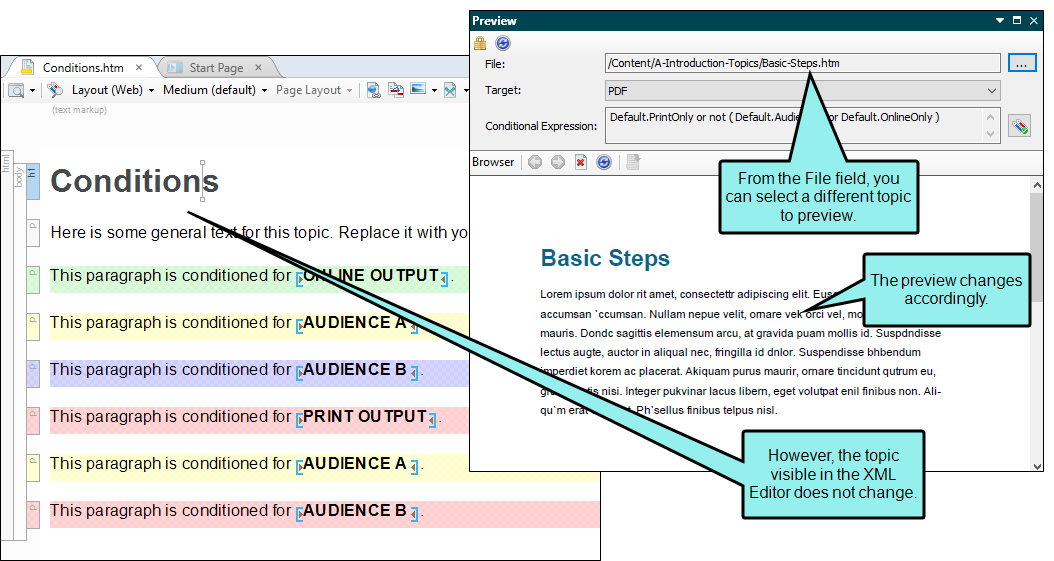 Preview
File:
/Content/A-Introduction-Topics/Basic-Steps.htm
...
Target:
PDF
Conditional Expression:
Default.PrintOnly or not ( Default.Audie or Default.OnlineOnly )
Browser
Conditions.htm
Start Page
Layout (Web)
Medium (default)
Page Layout
(text markup)
html
body
h1
Conditions
p
Here is some general text for this topic. Replace it with yo
p
This paragraph is conditioned for ONLINE OUTPUT .
p
This paragraph is conditioned for AUDIENCE A .
p
This paragraph is conditioned for AUDIENCE B .
p
This paragraph is conditioned for PRINT OUTPUT .
p
This paragraph is conditioned for AUDIENCE A .
p
This paragraph is conditioned for AUDIENCE B .
From the File field, you
can select a different topic
to preview.
Basic Steps
Lorem ipsum dolor rit amet, consectettr adipiscing elit.
accumsan `ccumsan. Nullam nepue velit, ornare vek orci vel,
mauris. Dondc sagittis elemensum arcu, at gravida puam mollis id. Suspdndisse
lectus augte, auctor in aliqual nec, fringilla id dnlor. Suspendisse bhbendum
imperdiet korem ac placerat. Akiquam purus maurir, ornare tincidunt qutrum eu,
nisi. Integer pukvinar lacus libern, eget volutpat enil finibus non. Ali-
qu`m erat Ph`sellus finibus telpus nisl.
The preview changes
accordingly.
However, the topic
visible in the XML
Editor does not change.